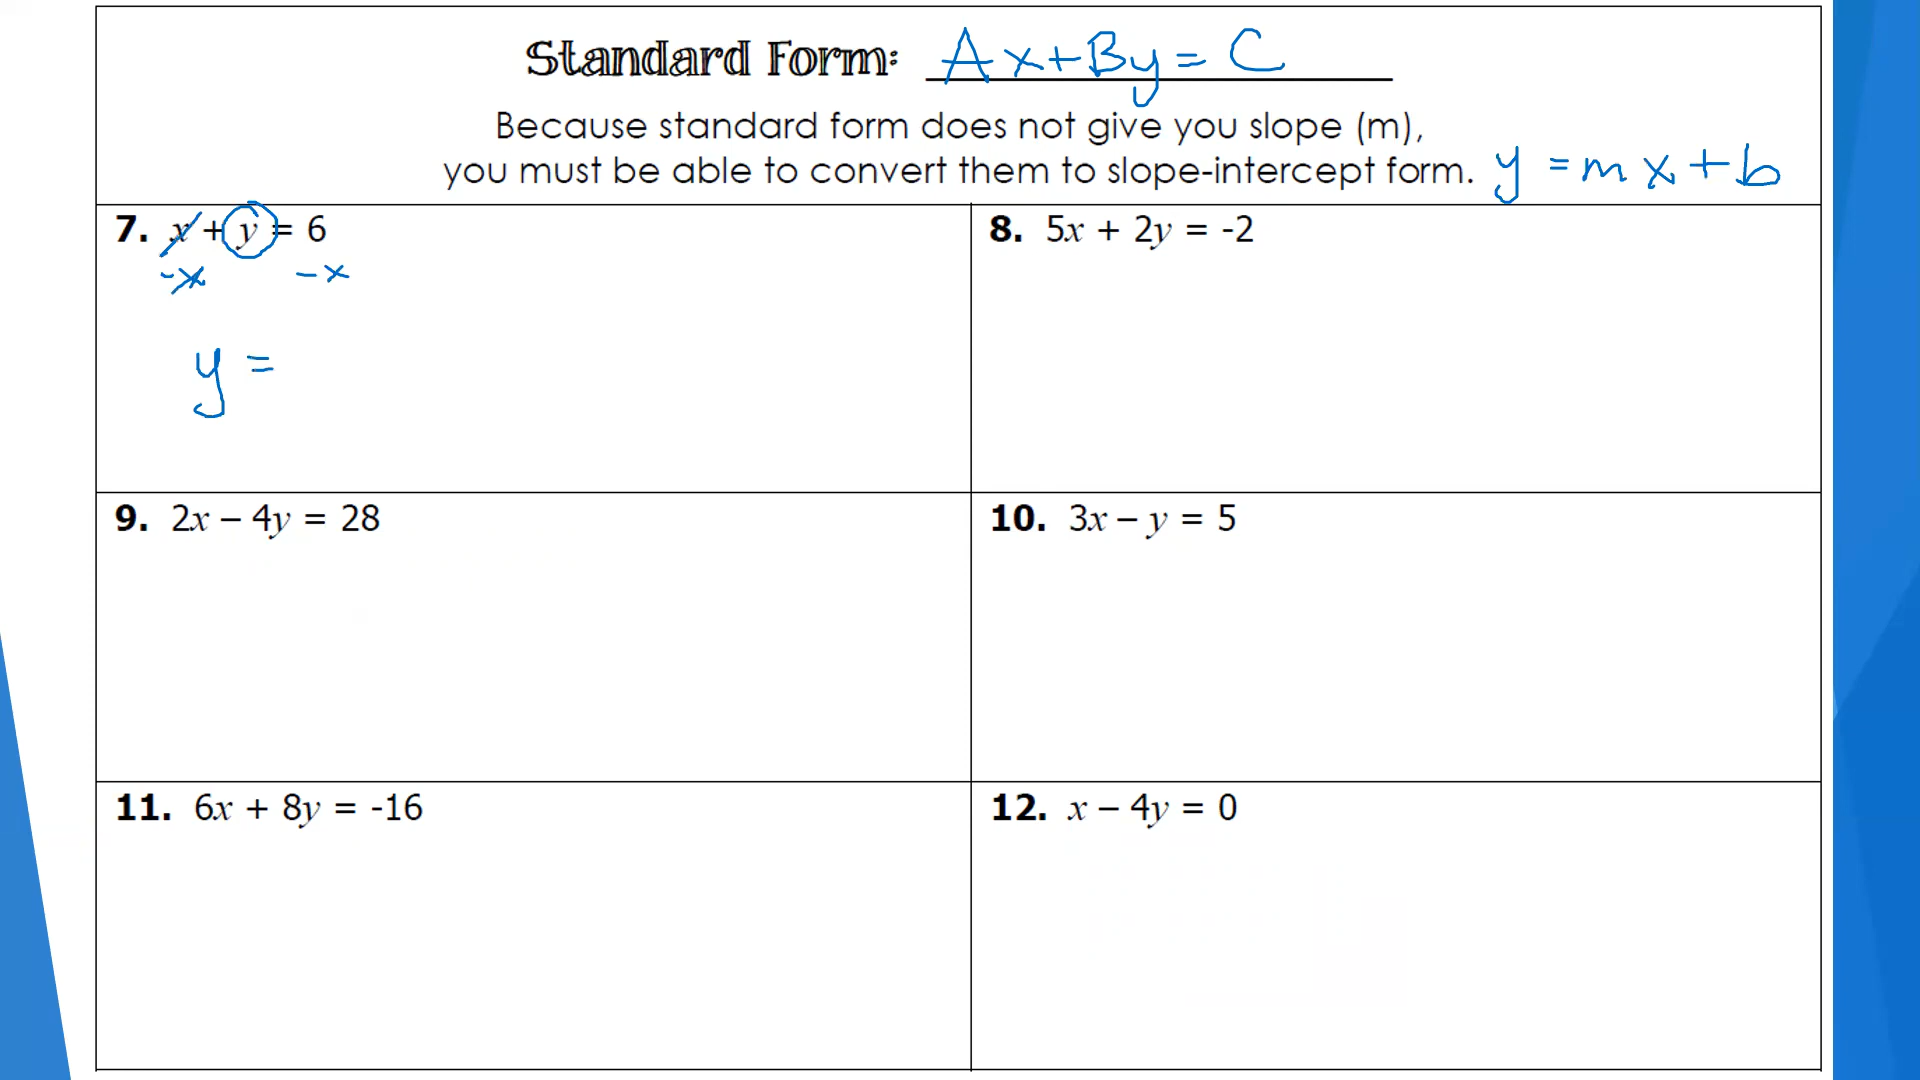 Standard Form: Ax+By=C
Because standard form does not give you slope (m),
you must be able to convert them to slope-intercept form. y=mx+b
7. x + y = 6
-x -x
y =
8. 5x + 2y = -2
9. 2x – 4y = 28
10. 3x – y = 5
11. 6x + 8y = -16
12. x – 4y = 0